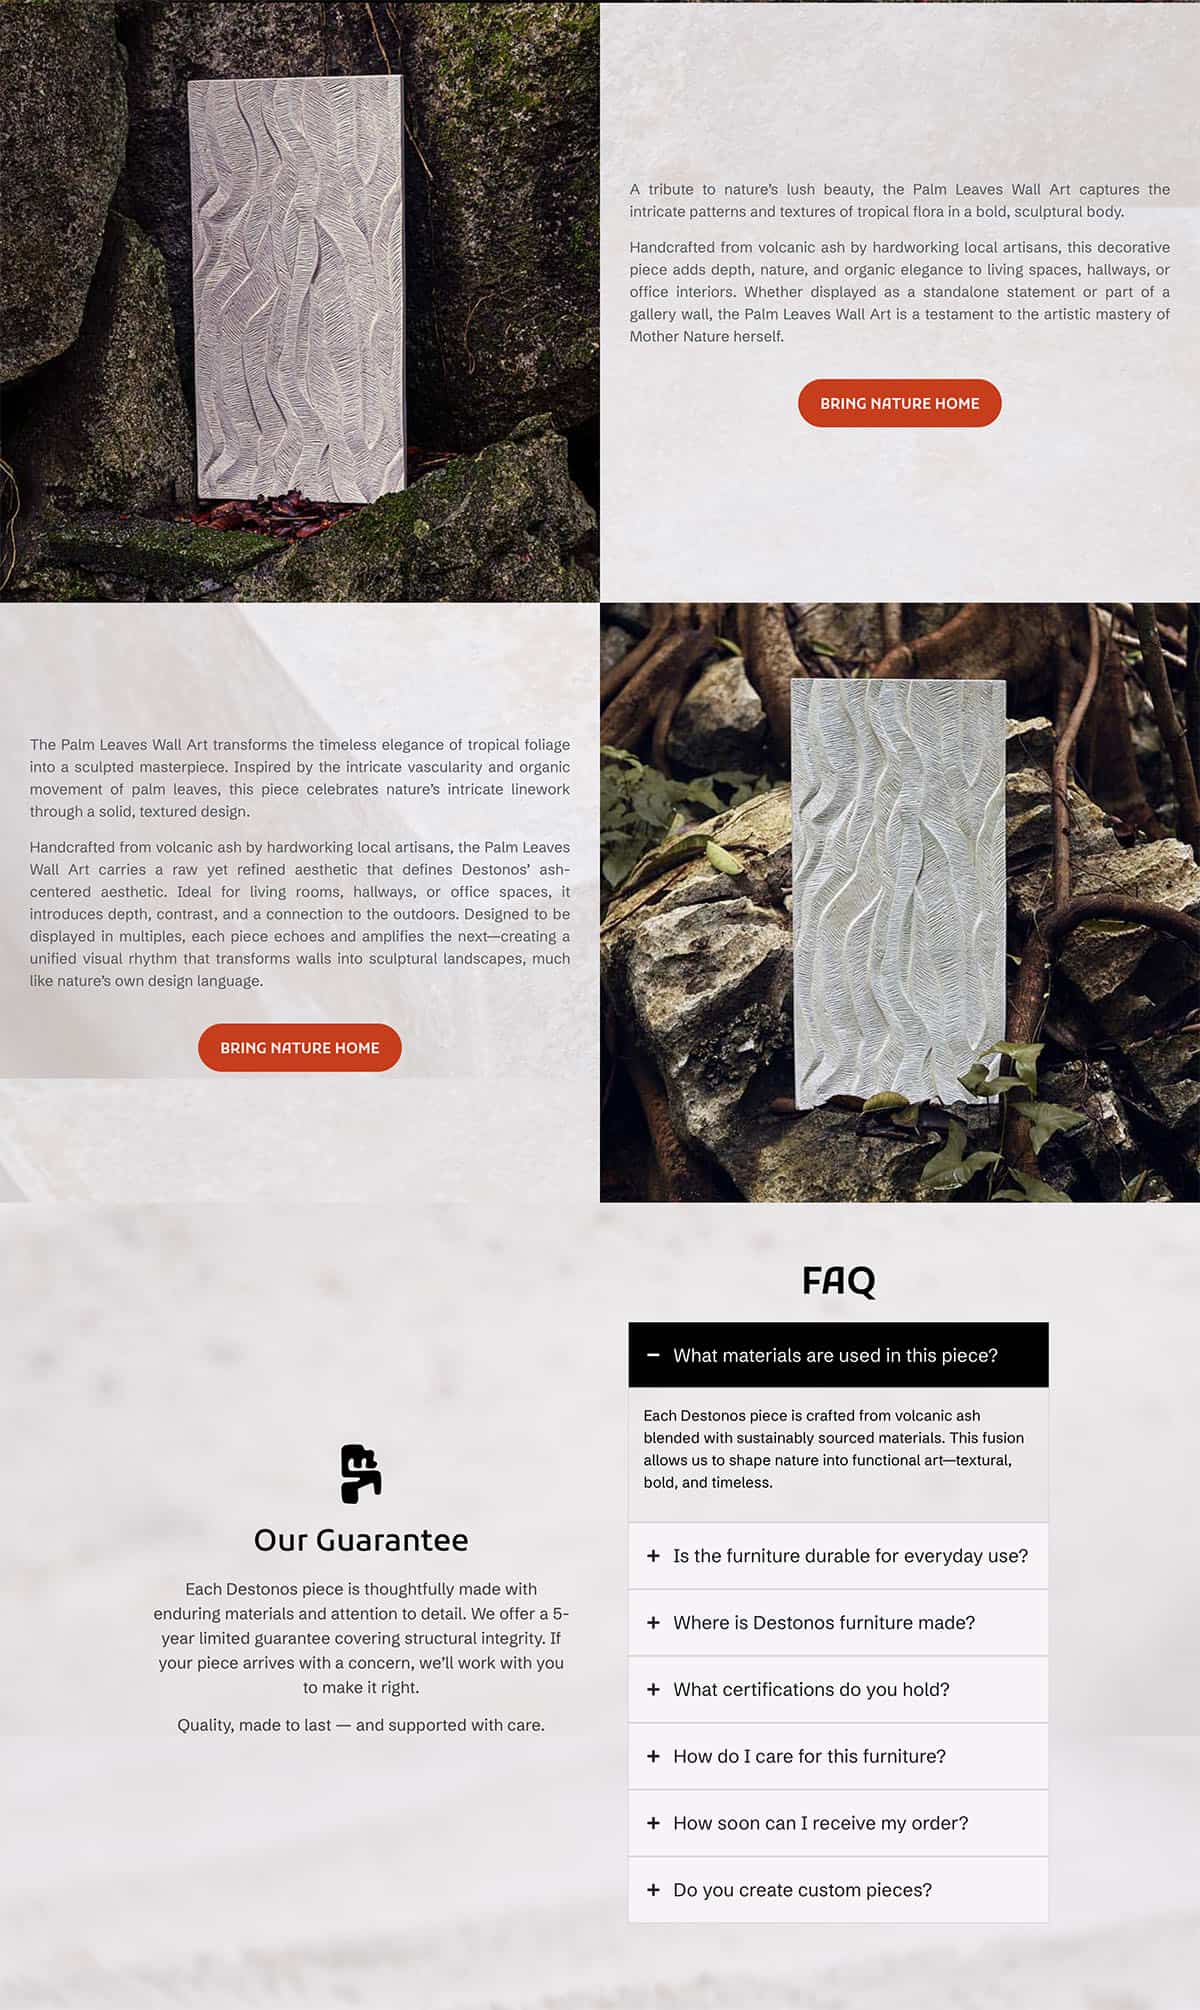 A tribute to nature’s lush beauty, the Palm Leaves Wall Art captures the
intricate patterns and textures of tropical flora in a bold, sculptural body.
Handcrafted from volcanic ash by hardworking local artisans, this decorative
piece adds depth, nature, and organic elegance to living spaces, hallways, or
office interiors. Whether displayed as a standalone statement or part of a
gallery wall, the Palm Leaves Wall Art is a testament to the artistic mastery of
Mother Nature herself.
BRING NATURE HOME
The Palm Leaves Wall Art transforms the timeless elegance of tropical foliage
into a sculpted masterpiece. Inspired by the intricate vascularity and organic
movement of palm leaves, this piece celebrates nature’s intricate linework
through a solid, textured design.
Handcrafted from volcanic ash by hardworking local artisans, the Palm Leaves
Wall Art carries a raw yet refined aesthetic that defines Destonos’ ash-
centered aesthetic. Ideal for living rooms, hallways, or office spaces, it
introduces depth, contrast, and a connection to the outdoors. Designed to be
displayed in multiples, each piece echoes and amplifies the next—creating a
unified visual rhythm that transforms walls into sculptural landscapes, much
like nature’s own design language.
BRING NATURE HOME
Our Guarantee
Each Destonos piece is thoughtfully made with
enduring materials and attention to detail. We offer a 5-
year limited guarantee covering structural integrity. If
your piece arrives with a concern, we’ll work with you
to make it right.
Quality, made to last — and supported with care.
FAQ
− What materials are used in this piece?
Each Destonos piece is crafted from volcanic ash
blended with sustainably sourced materials. This fusion
allows us to shape nature into functional art—textural,
bold, and timeless.
+ Is the furniture durable for everyday use?
+ Where is Destonos furniture made?
+ What certifications do you hold?
+ How do I care for this furniture?
+ How soon can I receive my order?
+ Do you create custom pieces?